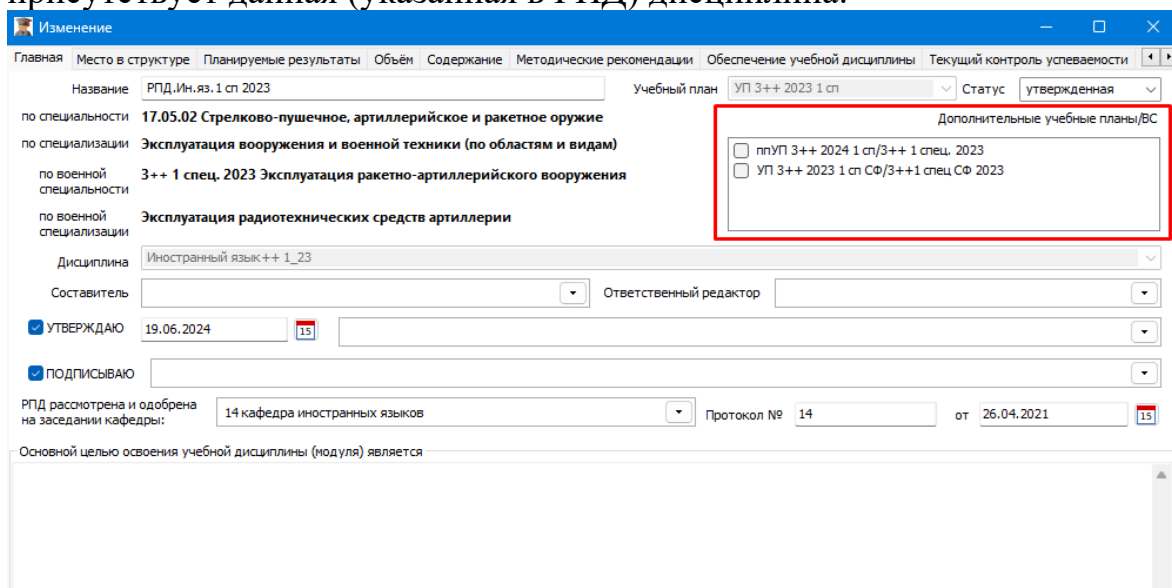 присутствует данная (указанная в РПД) дисциплина.
Изменение
Главная Место в структуре Планируемые результаты Объём Содержание Методические рекомендации Обеспечение учебной дисциплины Текущий контроль успеваемости
Название РПД.Ин.яз.1 сп 2023 Учебный план УП 3++ 2023 1 сп Статус утвержденная
по специальности 17.05.02 Стрелково-пушечное, артиллерийское и ракетное оружие
Дополнительные учебные планы/ВС
по специализации Эксплуатация вооружения и военной техники (по областям и видам)
ппУП 3++ 2024 1 сп/3++ 1 спец. 2023
УП 3++ 2023 1 сп СФ/3++1 спец СФ 2023
по военной специальности 3++ 1 спец. 2023 Эксплуатация ракетно-артиллерийского вооружения
по военной специализации Эксплуатация радиотехнических средств артиллерии
Дисциплина Иностранный язык++ 1_23
Составитель Ответственный редактор
УТВЕРЖДАЮ 19.06.2024 15
ПОДПИСЫВАЮ
РПД рассмотрена и одобрена
на заседании кафедры: 14 кафедра иностранных языков Протокол № 14 от 26.04.2021 15
Основной целью освоения учебной дисциплины (модуля) является